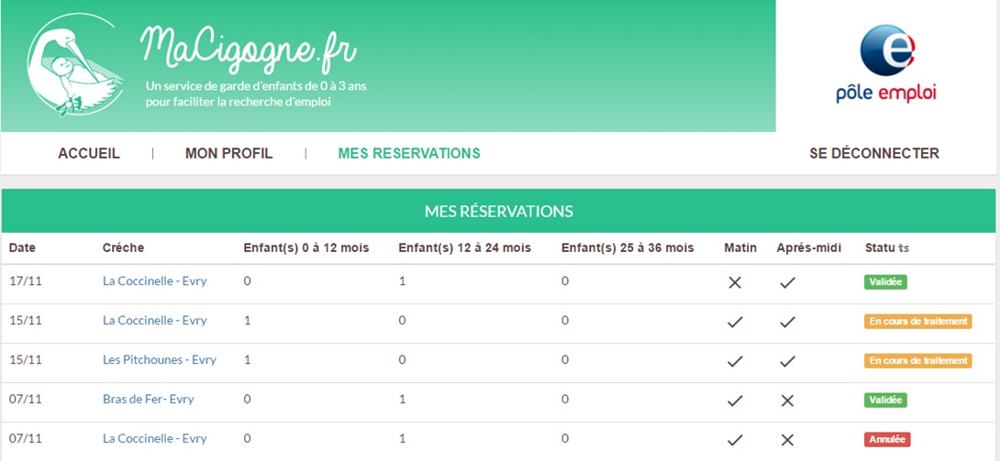 MaCigogne.fr
Un service de garde d'enfants de 0 à 3 ans
pour faciliter la recherche d'emploi
e
pôle emploi
ACCUEIL | MON PROFIL | MES RESERVATIONS SE DÉCONNECTER
MES RÉSERVATIONS
Date Créche Enfant(s) 0 à 12 mois Enfant(s) 12 à 24 mois Enfant(s) 25 à 36 mois Matin Aprés-midi Statu ts
17/11 La Coccinelle - Evry 0 1 0 ✕ ✓ Validée
15/11 La Coccinelle - Evry 1 0 0 ✓ ✓ En cours de traitement
15/11 Les Pitchounes - Evry 1 0 0 ✓ ✓ En cours de traitement
07/11 Bras de Fer- Evry 0 1 0 ✓ ✕ Validée
07/11 La Coccinelle - Evry 0 1 0 ✓ ✕ Annulée